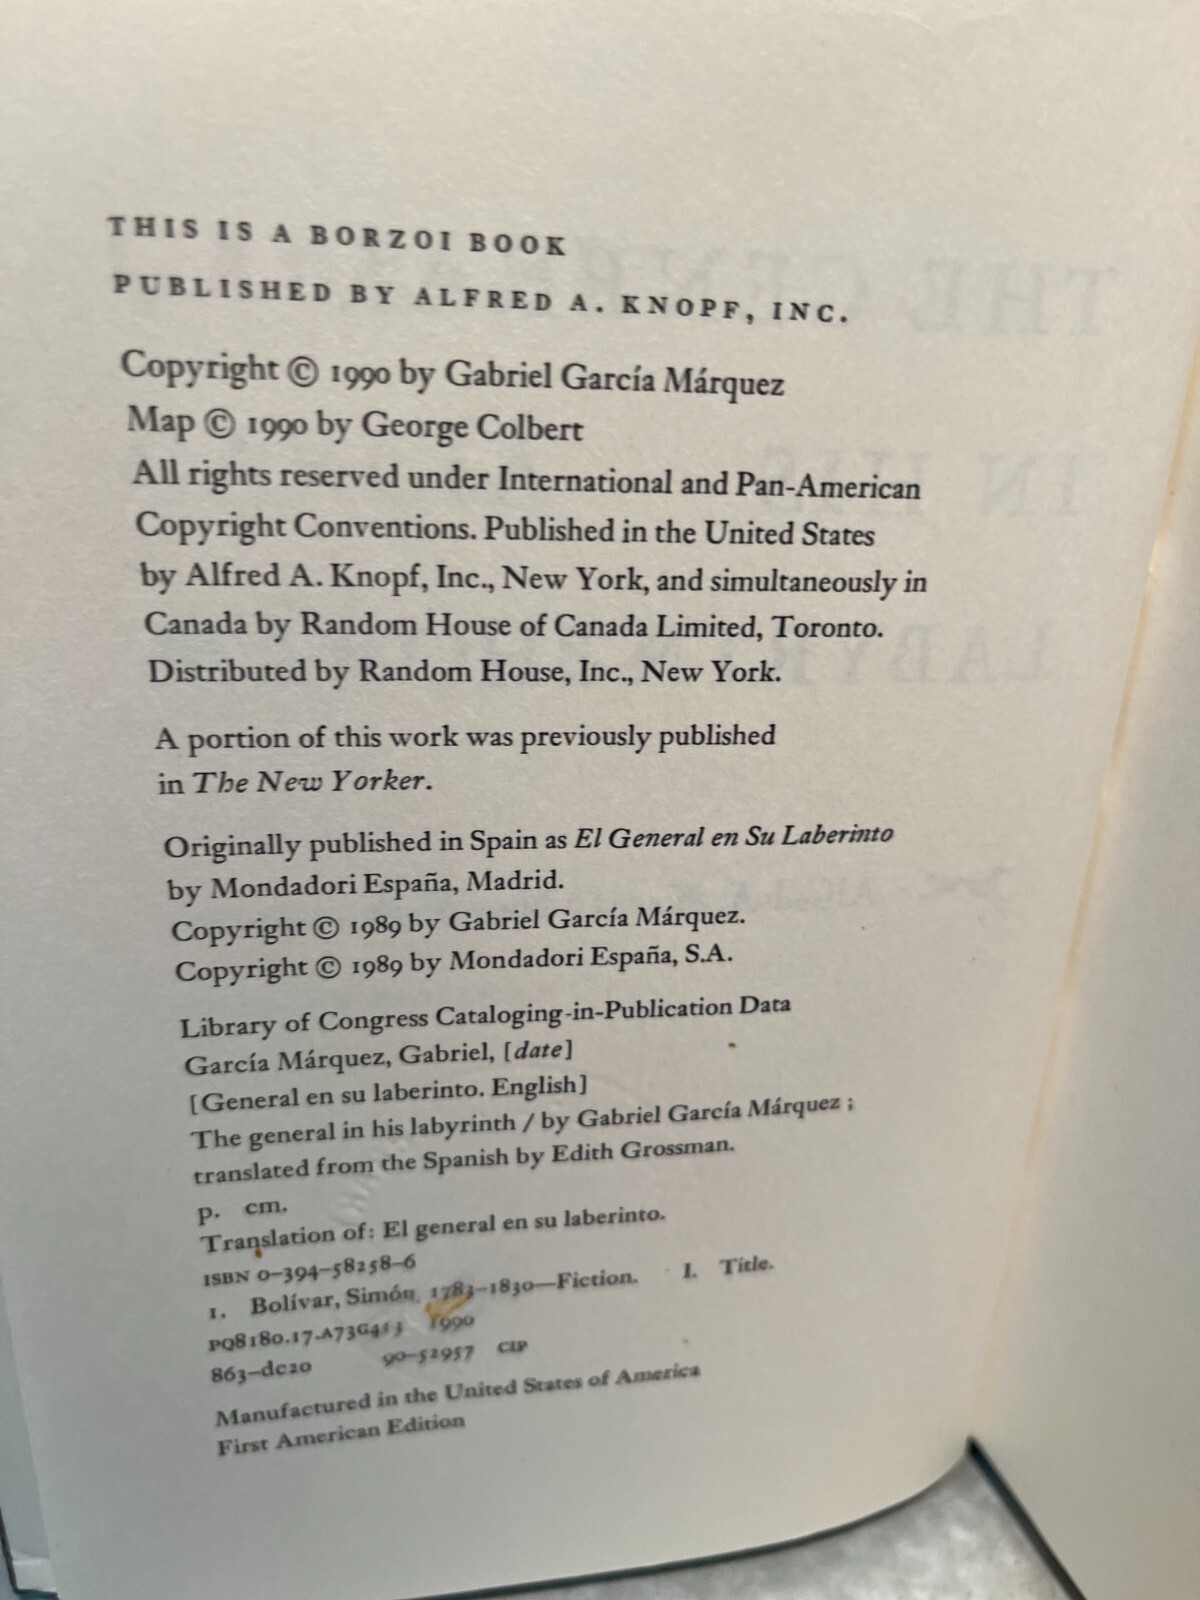 THIS IS A BORZOI BOOK
PUBLISHED BY ALFRED A. KNOPF, INC.
Copyright © 1990 by Gabriel García Márquez
Map © 1990 by George Colbert
All rights reserved under International and Pan-American
Copyright Conventions. Published in the United States
by Alfred A. Knopf, Inc., New York, and simultaneously in
Canada by Random House of Canada Limited, Toronto.
Distributed by Random House, Inc., New York.
A portion of this work was previously published
in The New Yorker.
Originally published in Spain as El General en Su Laberinto
by Mondadori España, Madrid.
Copyright © 1989 by Gabriel García Márquez.
Copyright © 1989 by Mondadori España, S.A.
Library of Congress Cataloging-in-Publication Data
García Márquez, Gabriel, [date]
[General en su laberinto. English]
The general in his labyrinth / by Gabriel García Márquez ;
translated from the Spanish by Edith Grossman.
p. cm.
Translation of: El general en su laberinto.
ISBN 0-394-58258-6
1. Bolívar, Simón, 1783-1830—Fiction. I. Title.
PQ8180.17.A73G413 1990
863-dc20 90-52957 CIP
Manufactured in the United States of America
First American Edition